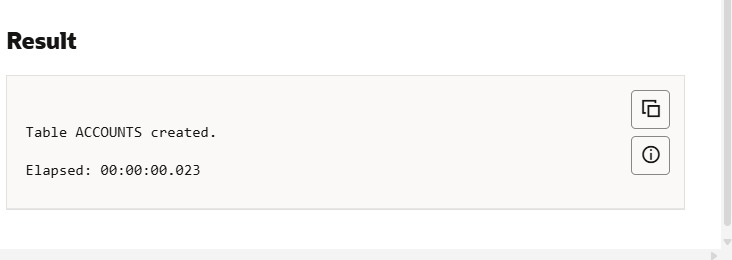 Result
Table ACCOUNTS created.
Elapsed: 00:00:00.023